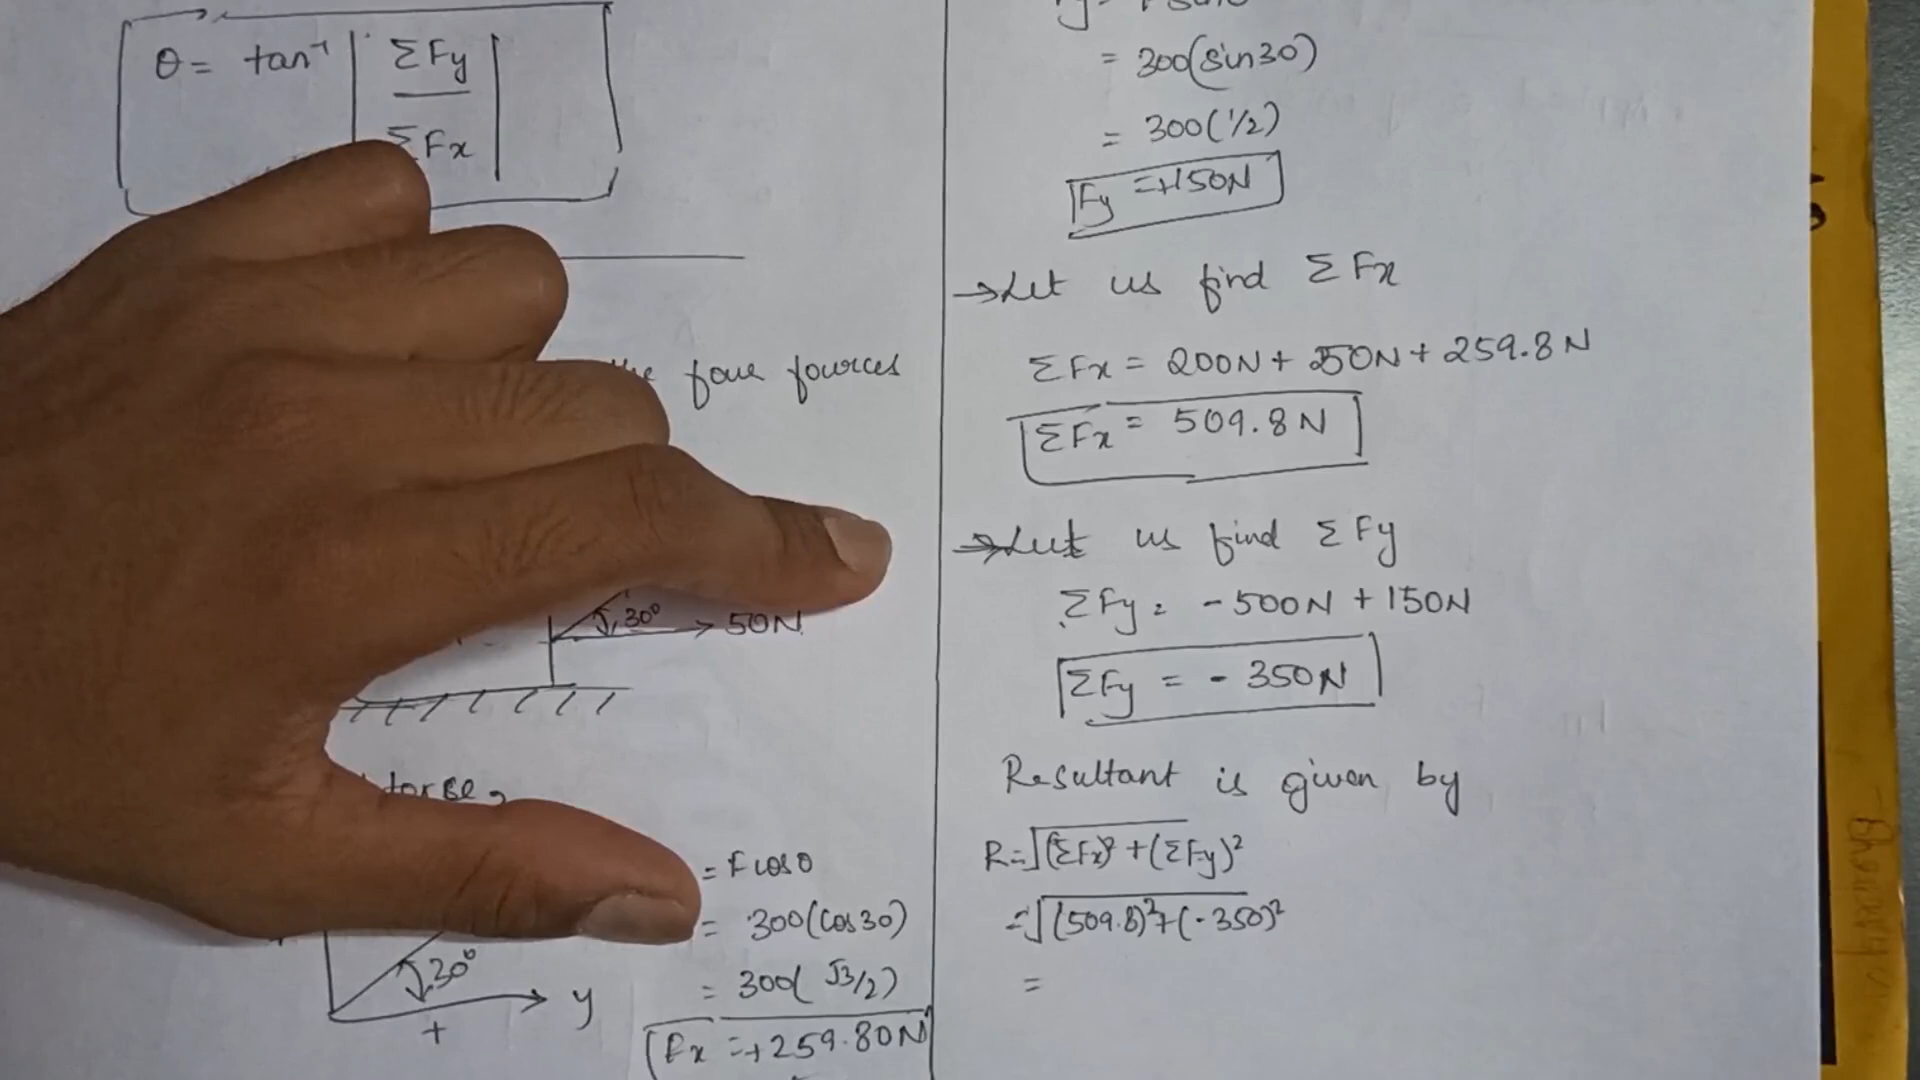 θ = tan⁻¹ | ΣFy / ΣFx |
four fources
30° 50N
30°
y
+
= F cosθ
= 300(Cos30)
= 300(√3/2)
Fx = +259.80N
= 300(Sin30)
= 300(1/2)
Fy = +150N
→ Let us find ΣFx
ΣFx = 200N + 50N + 259.8N
ΣFx = 509.8N
→ Let us find ΣFy
ΣFy = -500N + 150N
ΣFy = -350N
Resultant is given by
R = √(ΣFx)² + (ΣFy)²
= √(509.8)² + (-350)²
=